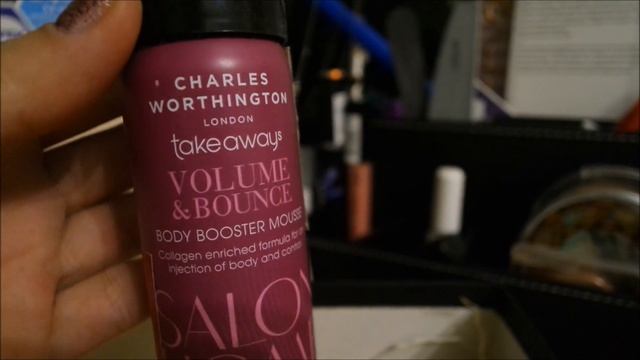 CHARLES
WORTHINGTON
LONDON
takeaways
VOLUME
& BOUNCE
BODY BOOSTER MOUSSE
Collagen enriched formula for an
injection of body and control
SALON